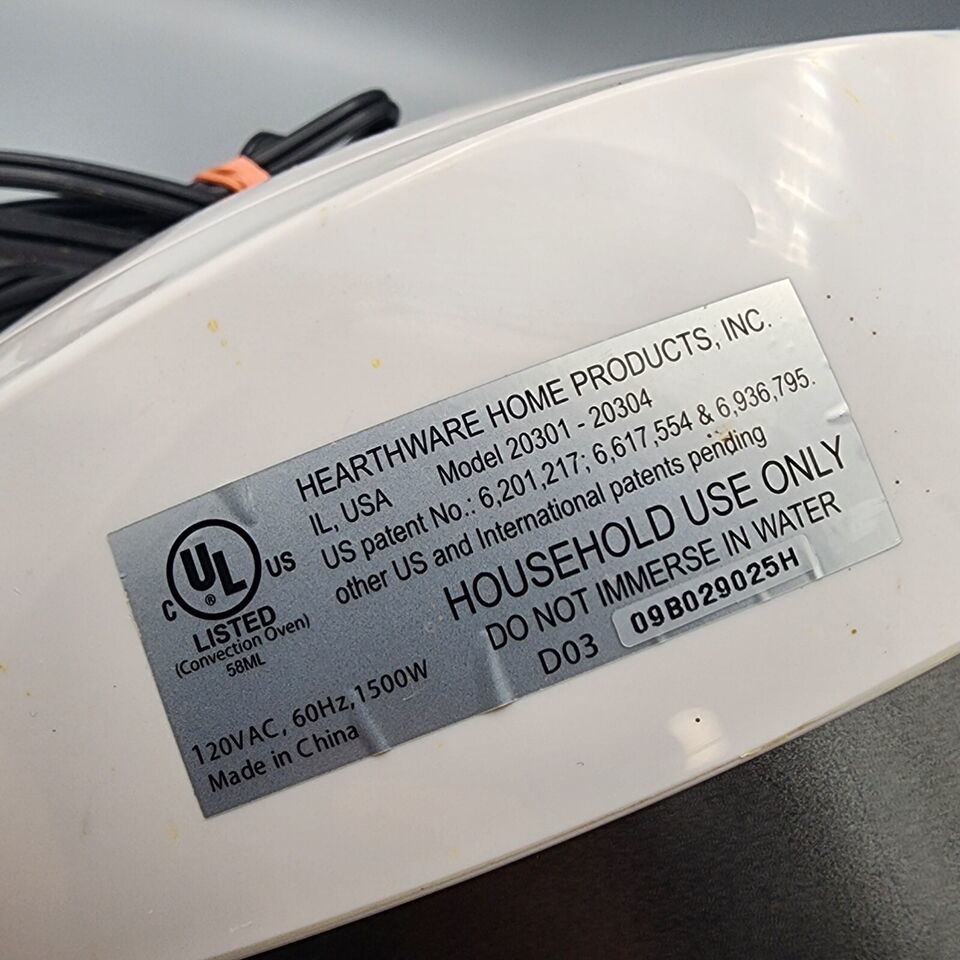 HEARTHWARE HOME PRODUCTS, INC.
IL, USA Model 20301 - 20304
US patent No.: 6,201,217; 6,617,554 & 6,936,795.
other US and International patents pending
HOUSEHOLD USE ONLY
DO NOT IMMERSE IN WATER
D03 09B029025H
C UL ® US
LISTED
(Convection Oven)
58ML
120VAC, 60Hz,1500W
Made in China